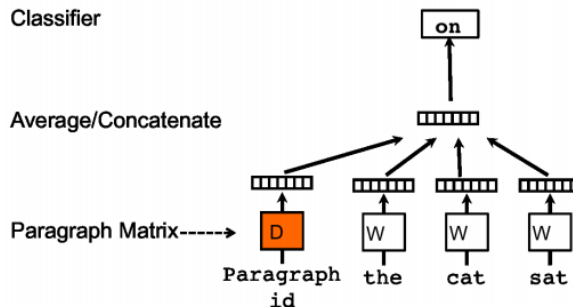 Classifier
on
Average/Concatenate
Paragraph Matrix
D
W
W
W
Paragraph
id
the
cat
sat